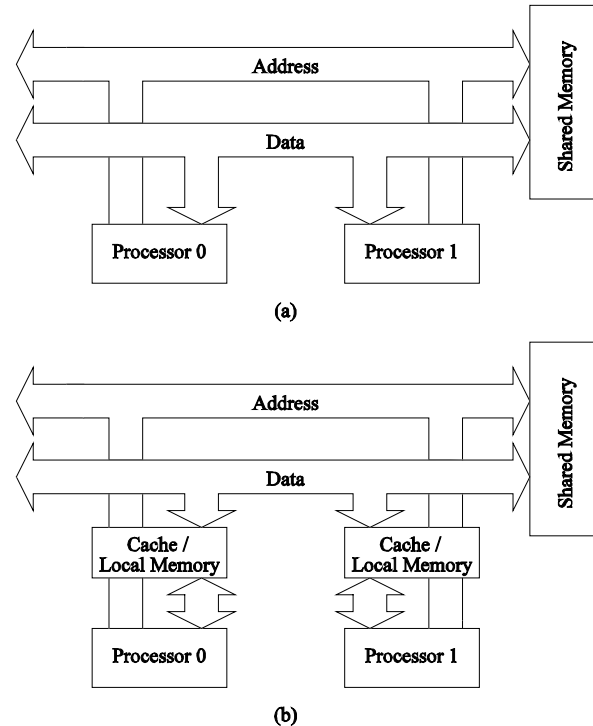 Address
Shared Memory
Data
Processor 0
Processor 1
(a)
Address
Shared Memory
Data
Cache /
Local Memory
Cache /
Local Memory
Processor 0
Processor 1
(b)